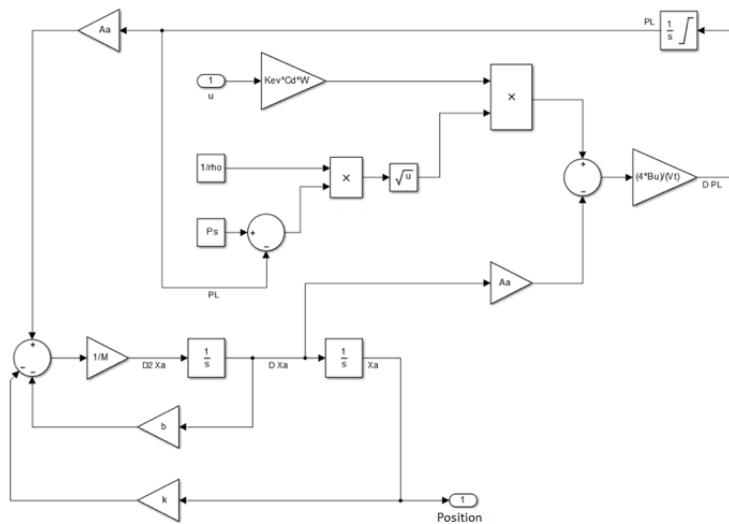 PL
Aa
1
s
1
u
Kev*Cd*W
×
1/rho
×
√u
+
−
(4*Bu)/(Vt)
D PL
Ps
+
−
PL
Aa
+
−
−
1/M
D2 Xa
1
s
D Xa
1
s
Xa
b
k
1
Position